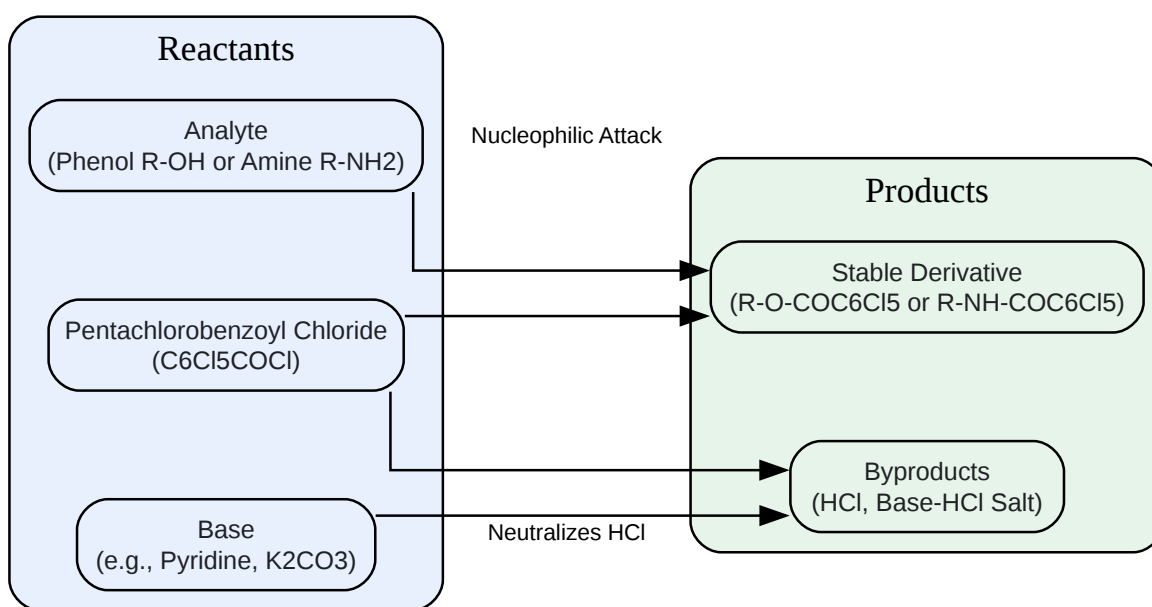 Reactants
Analyte
(Phenol R-OH or Amine R-NH2)
Pentachlorobenzoyl Chloride
(C6Cl5COCl)
Base
(e.g., Pyridine, K2CO3)
Nucleophilic Attack
Neutralizes HCl
Products
Stable Derivative
(R-O-COC6Cl5 or R-NH-COC6Cl5)
Byproducts
(HCl, Base-HCl Salt)